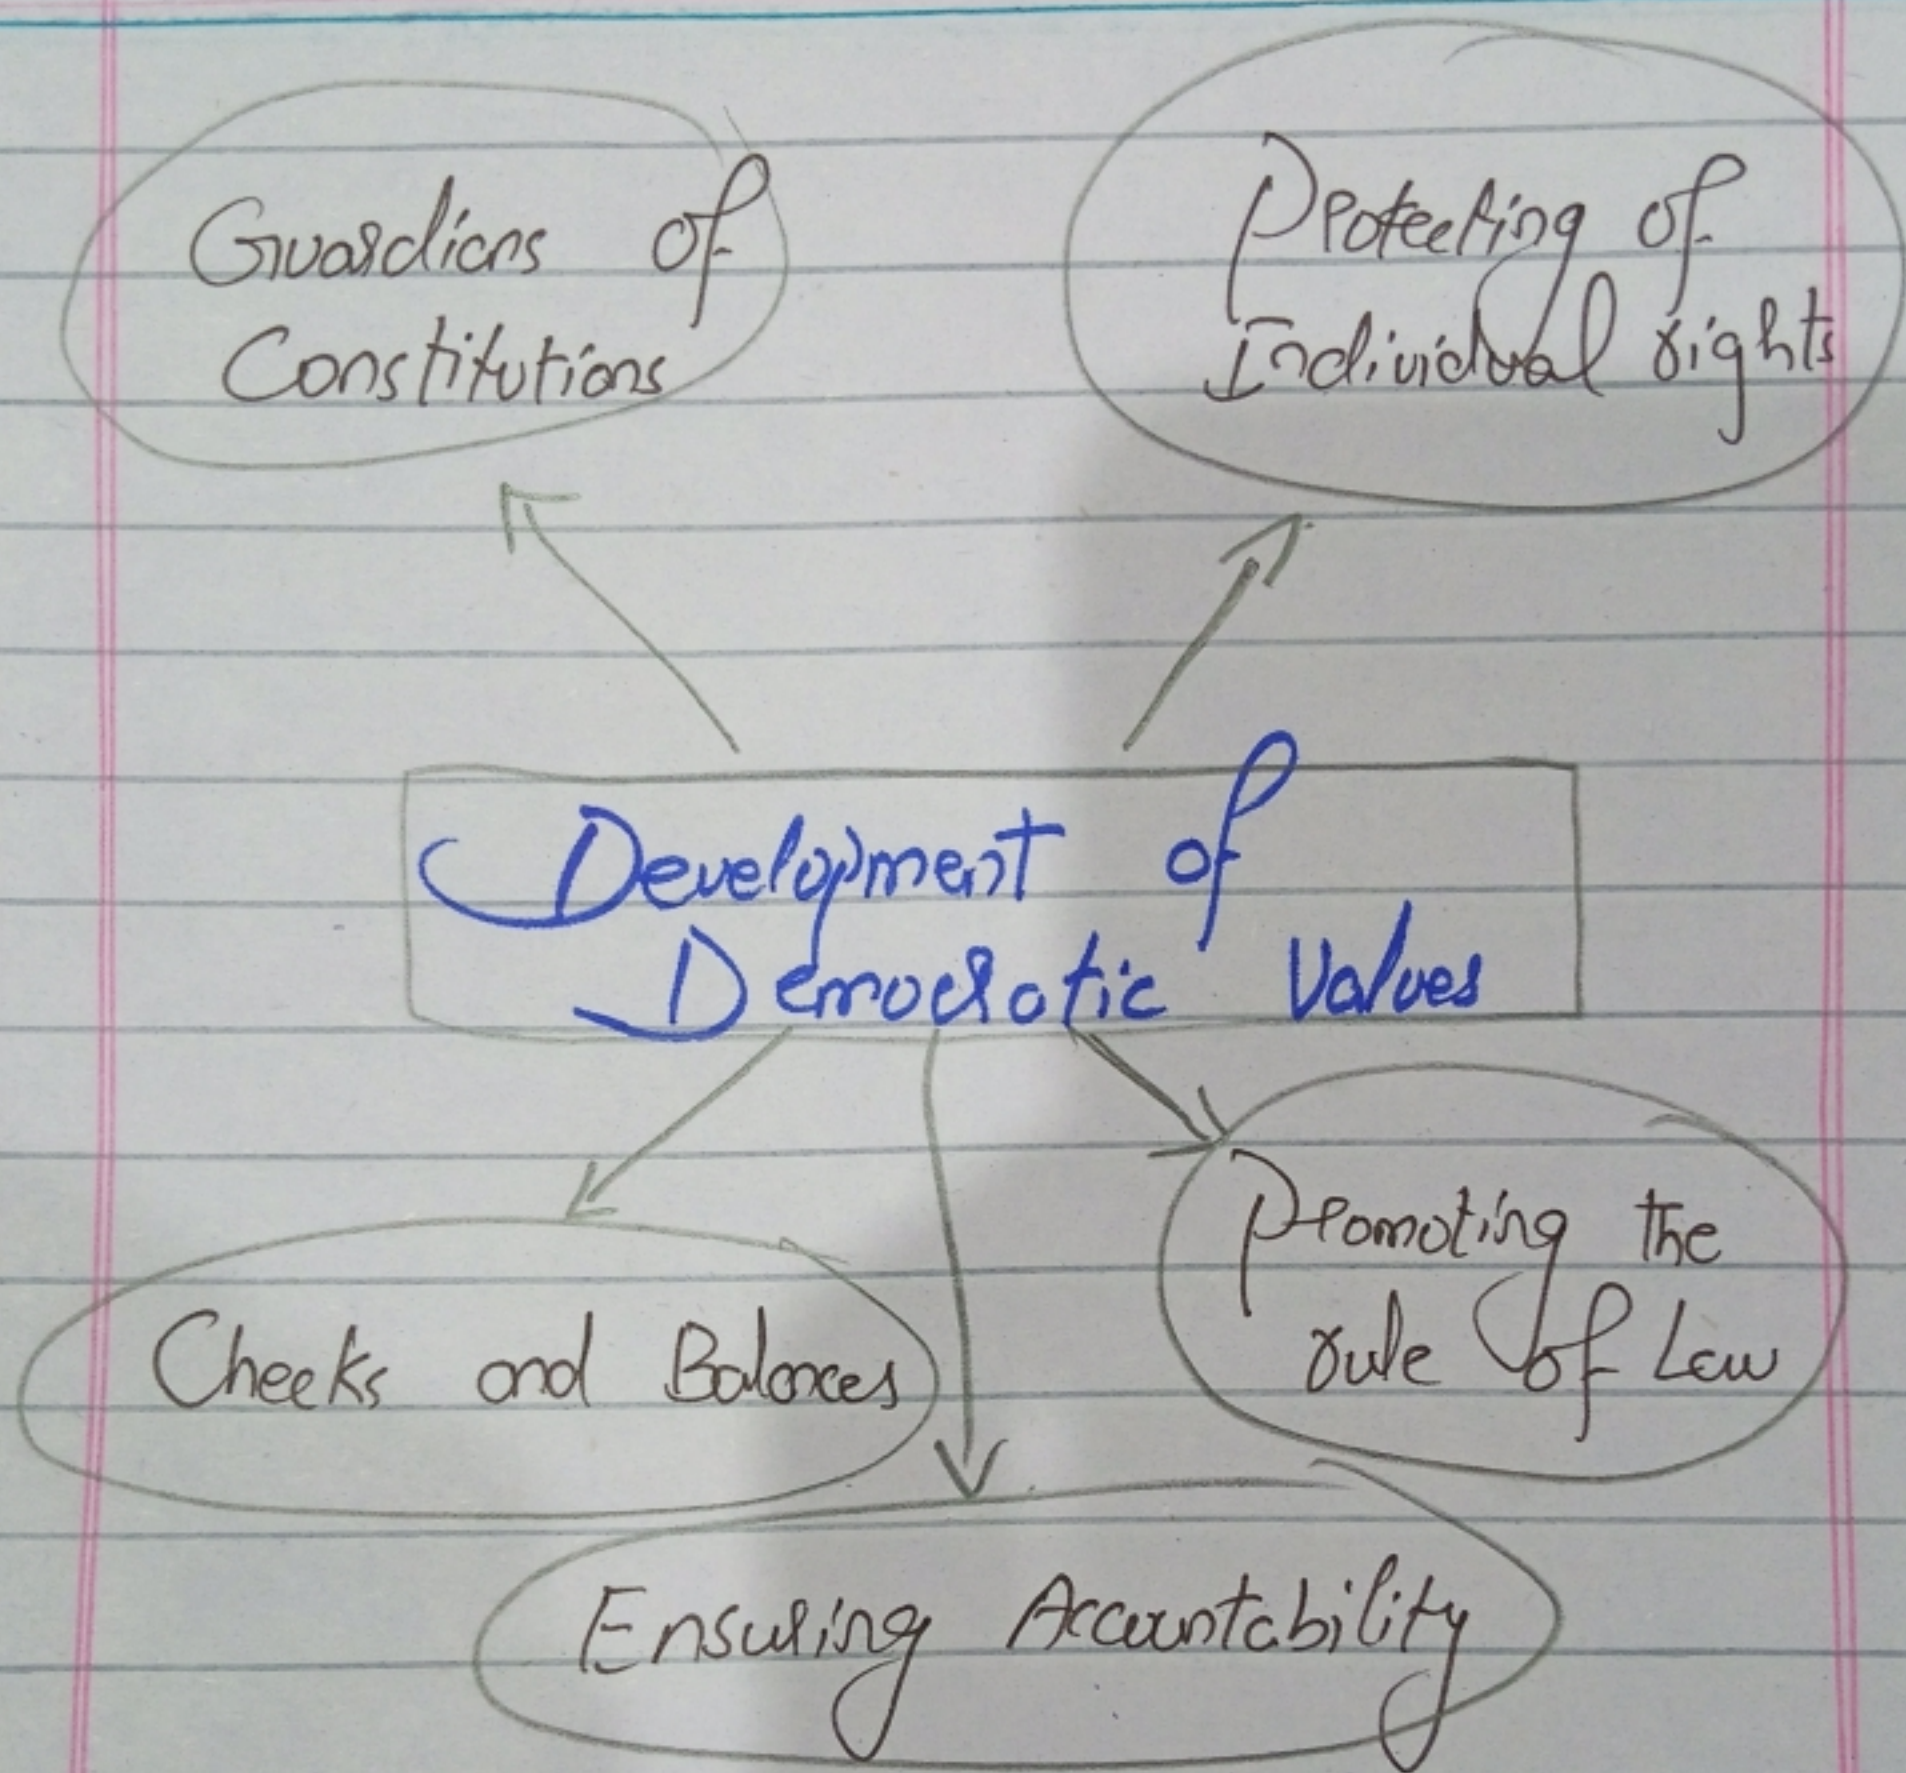 Guardians of
Constitutions
Protecting of
Individual rights
Development of
Democratic Values
Checks and Balances
Promoting the
rule of Law
Ensuring Accountability